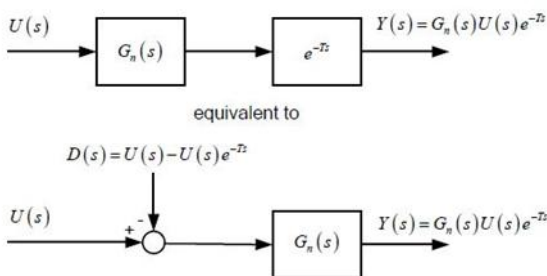 U(s)
G_n(s)
e^{-Ts}
Y(s)=G_n(s)U(s)e^{-Ts}
equivalent to
D(s)=U(s)-U(s)e^{-Ts}
U(s)
+ -
G_n(s)
Y(s)=G_n(s)U(s)e^{-Ts}